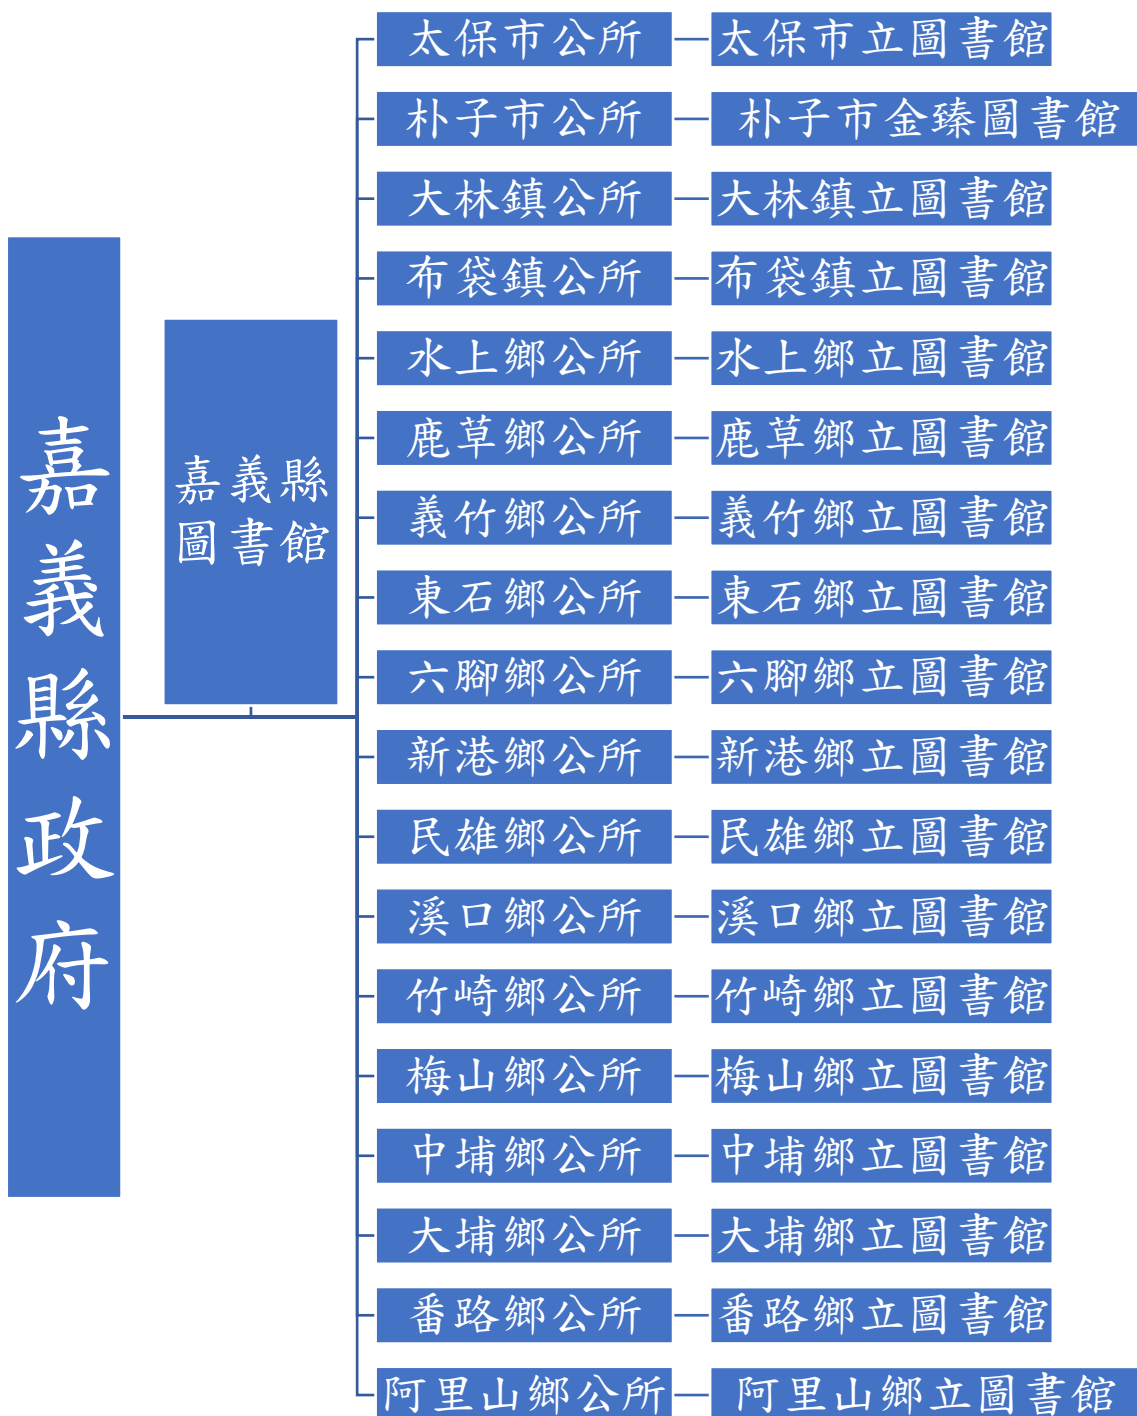 嘉義縣政府
嘉義縣
圖書館
太保市公所
太保市立圖書館
朴子市公所
朴子市金臻圖書館
大林鎮公所
大林鎮立圖書館
布袋鎮公所
布袋鎮立圖書館
水上鄉公所
水上鄉立圖書館
鹿草鄉公所
鹿草鄉立圖書館
義竹鄉公所
義竹鄉立圖書館
東石鄉公所
東石鄉立圖書館
六腳鄉公所
六腳鄉立圖書館
新港鄉公所
新港鄉立圖書館
民雄鄉公所
民雄鄉立圖書館
溪口鄉公所
溪口鄉立圖書館
竹崎鄉公所
竹崎鄉立圖書館
梅山鄉公所
梅山鄉立圖書館
中埔鄉公所
中埔鄉立圖書館
大埔鄉公所
大埔鄉立圖書館
番路鄉公所
番路鄉立圖書館
阿里山鄉公所
阿里山鄉立圖書館